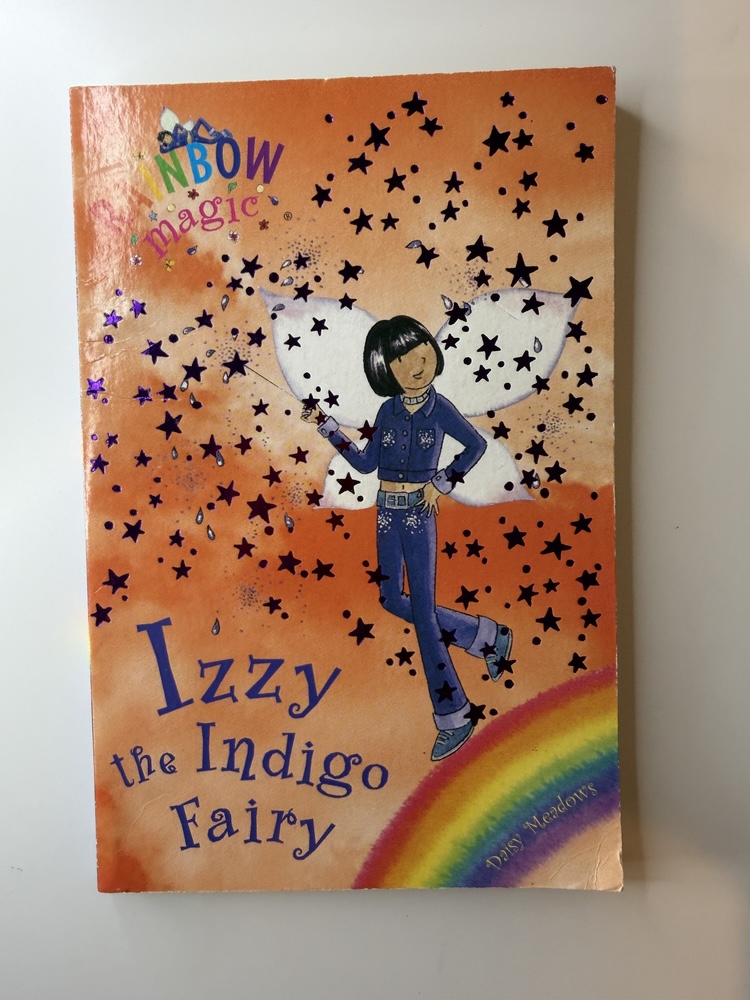 RAINBOW
magic®
Izzy
the Indigo
Fairy
Daisy Meadows